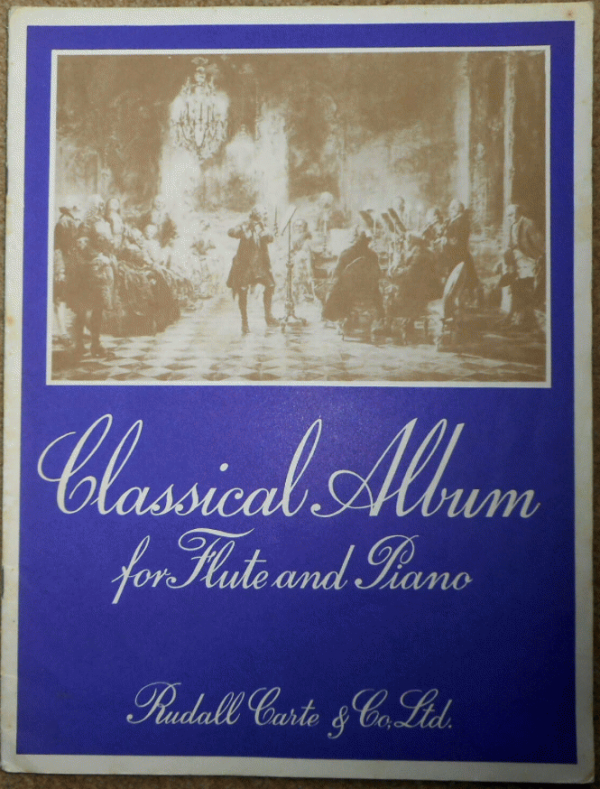 Classical Album
for Flute and Piano
Rudall Carte & Co, Ltd.